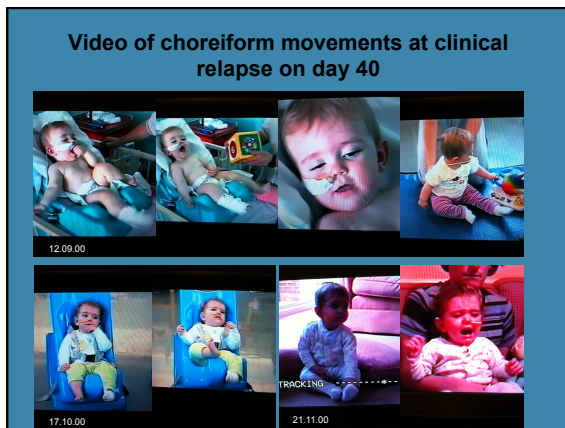 Video of choreiform movements at clinical
relapse on day 40
12.09.00
17.10.00
TRACKING
21.11.00